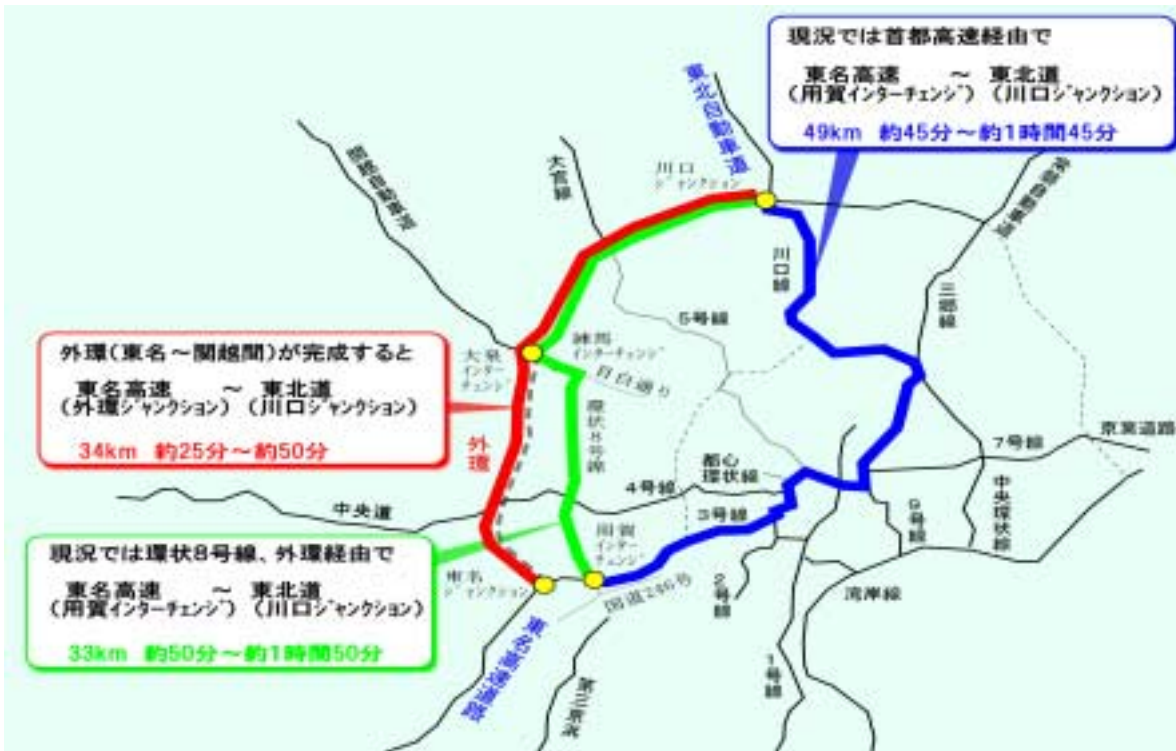 現況では首都高速経由で
東名高速 ～ 東北道
(用賀インターチェンジ) (川口ジャンクション)
49km 約45分～約1時間45分
東北自動車道
川口
ジャンクション
大宮線
川口線
三郷線
5号線
外環(東名～関越間)が完成すると
東名高速 ～ 東北道
(外環ジャンクション) (川口ジャンクション)
34km 約25分～約50分
大泉
インター
チェンジ
練馬
インターチェンジ
目白通り
環状8号線
外環
京葉道路
7号線
都心
環状線
4号線
中央道
3号線
9号線
中央環状線
現況では環状8号線、外環経由で
東名高速 ～ 東北道
(用賀インターチェンジ) (川口ジャンクション)
33km 約50分～約1時間50分
用賀
インター
チェンジ
東名
ジャンクション
国道246号
2号線
湾岸線
1号線
東名高速道路
第三京浜